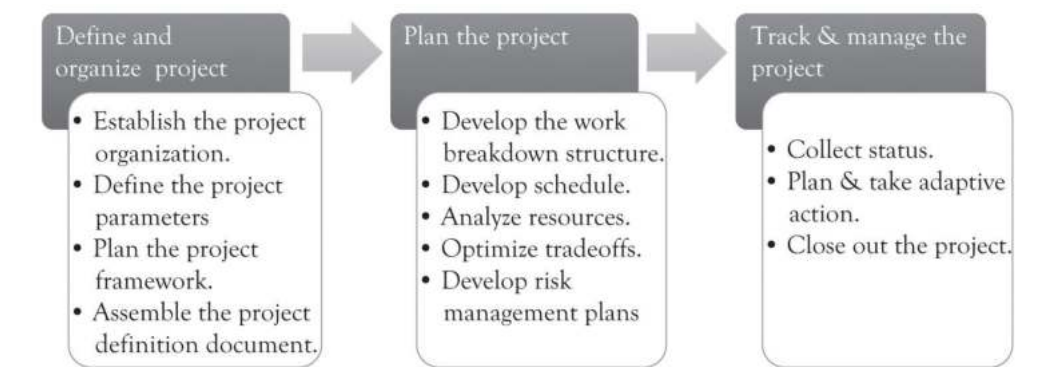 Define and
organize project
• Establish the project
organization.
• Define the project
parameters
• Plan the project
framework.
• Assemble the project
definition document.
Plan the project
• Develop the work
breakdown structure.
• Develop schedule.
• Analyze resources.
• Optimize tradeoffs.
• Develop risk
management plans
Track & manage the
project
• Collect status.
• Plan & take adaptive
action.
• Close out the project.